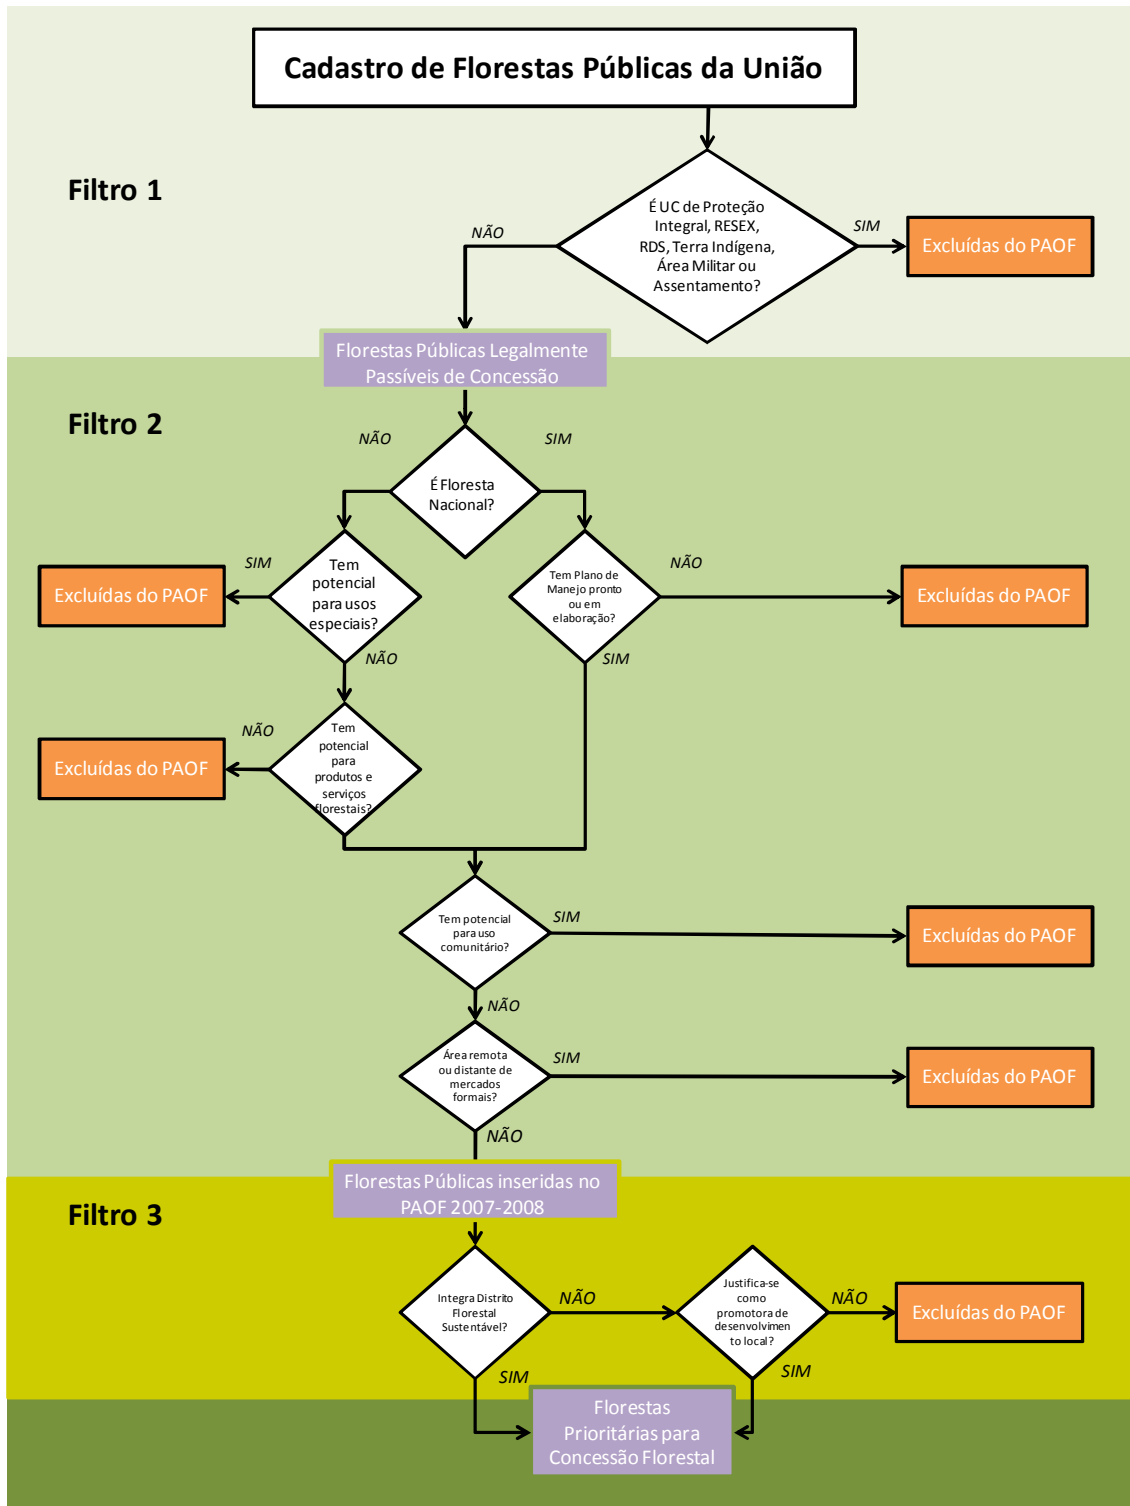 Cadastro de Florestas Públicas da União
Filtro 1
É UC de Proteção
Integral, RESEX,
RDS, Terra Indígena,
Área Militar ou
Assentamento?
NÃO
SIM
Excluídas do PAOF
Florestas Públicas Legalmente
Passíveis de Concessão
Filtro 2
NÃO
SIM
É Floresta
Nacional?
SIM
Excluídas do PAOF
Tem
potencial
para usos
especiais?
Tem Plano de
Manejo pronto
ou em
elaboração?
NÃO
Excluídas do PAOF
NÃO
SIM
NÃO
Excluídas do PAOF
Tem
potencial
para
produtos e
serviços
florestais?
Tem potencial
para uso
comunitário?
SIM
Excluídas do PAOF
NÃO
Área remota
ou distante de
mercados
formais?
SIM
Excluídas do PAOF
NÃO
Florestas Públicas inseridas no
PAOF 2007-2008
Filtro 3
Integra Distrito
Florestal
Sustentável?
NÃO
Justifica-se
como
promotora de
desenvolvimen
to local?
NÃO
Excluídas do PAOF
SIM
SIM
Florestas
Prioritárias para
Concessão Florestal